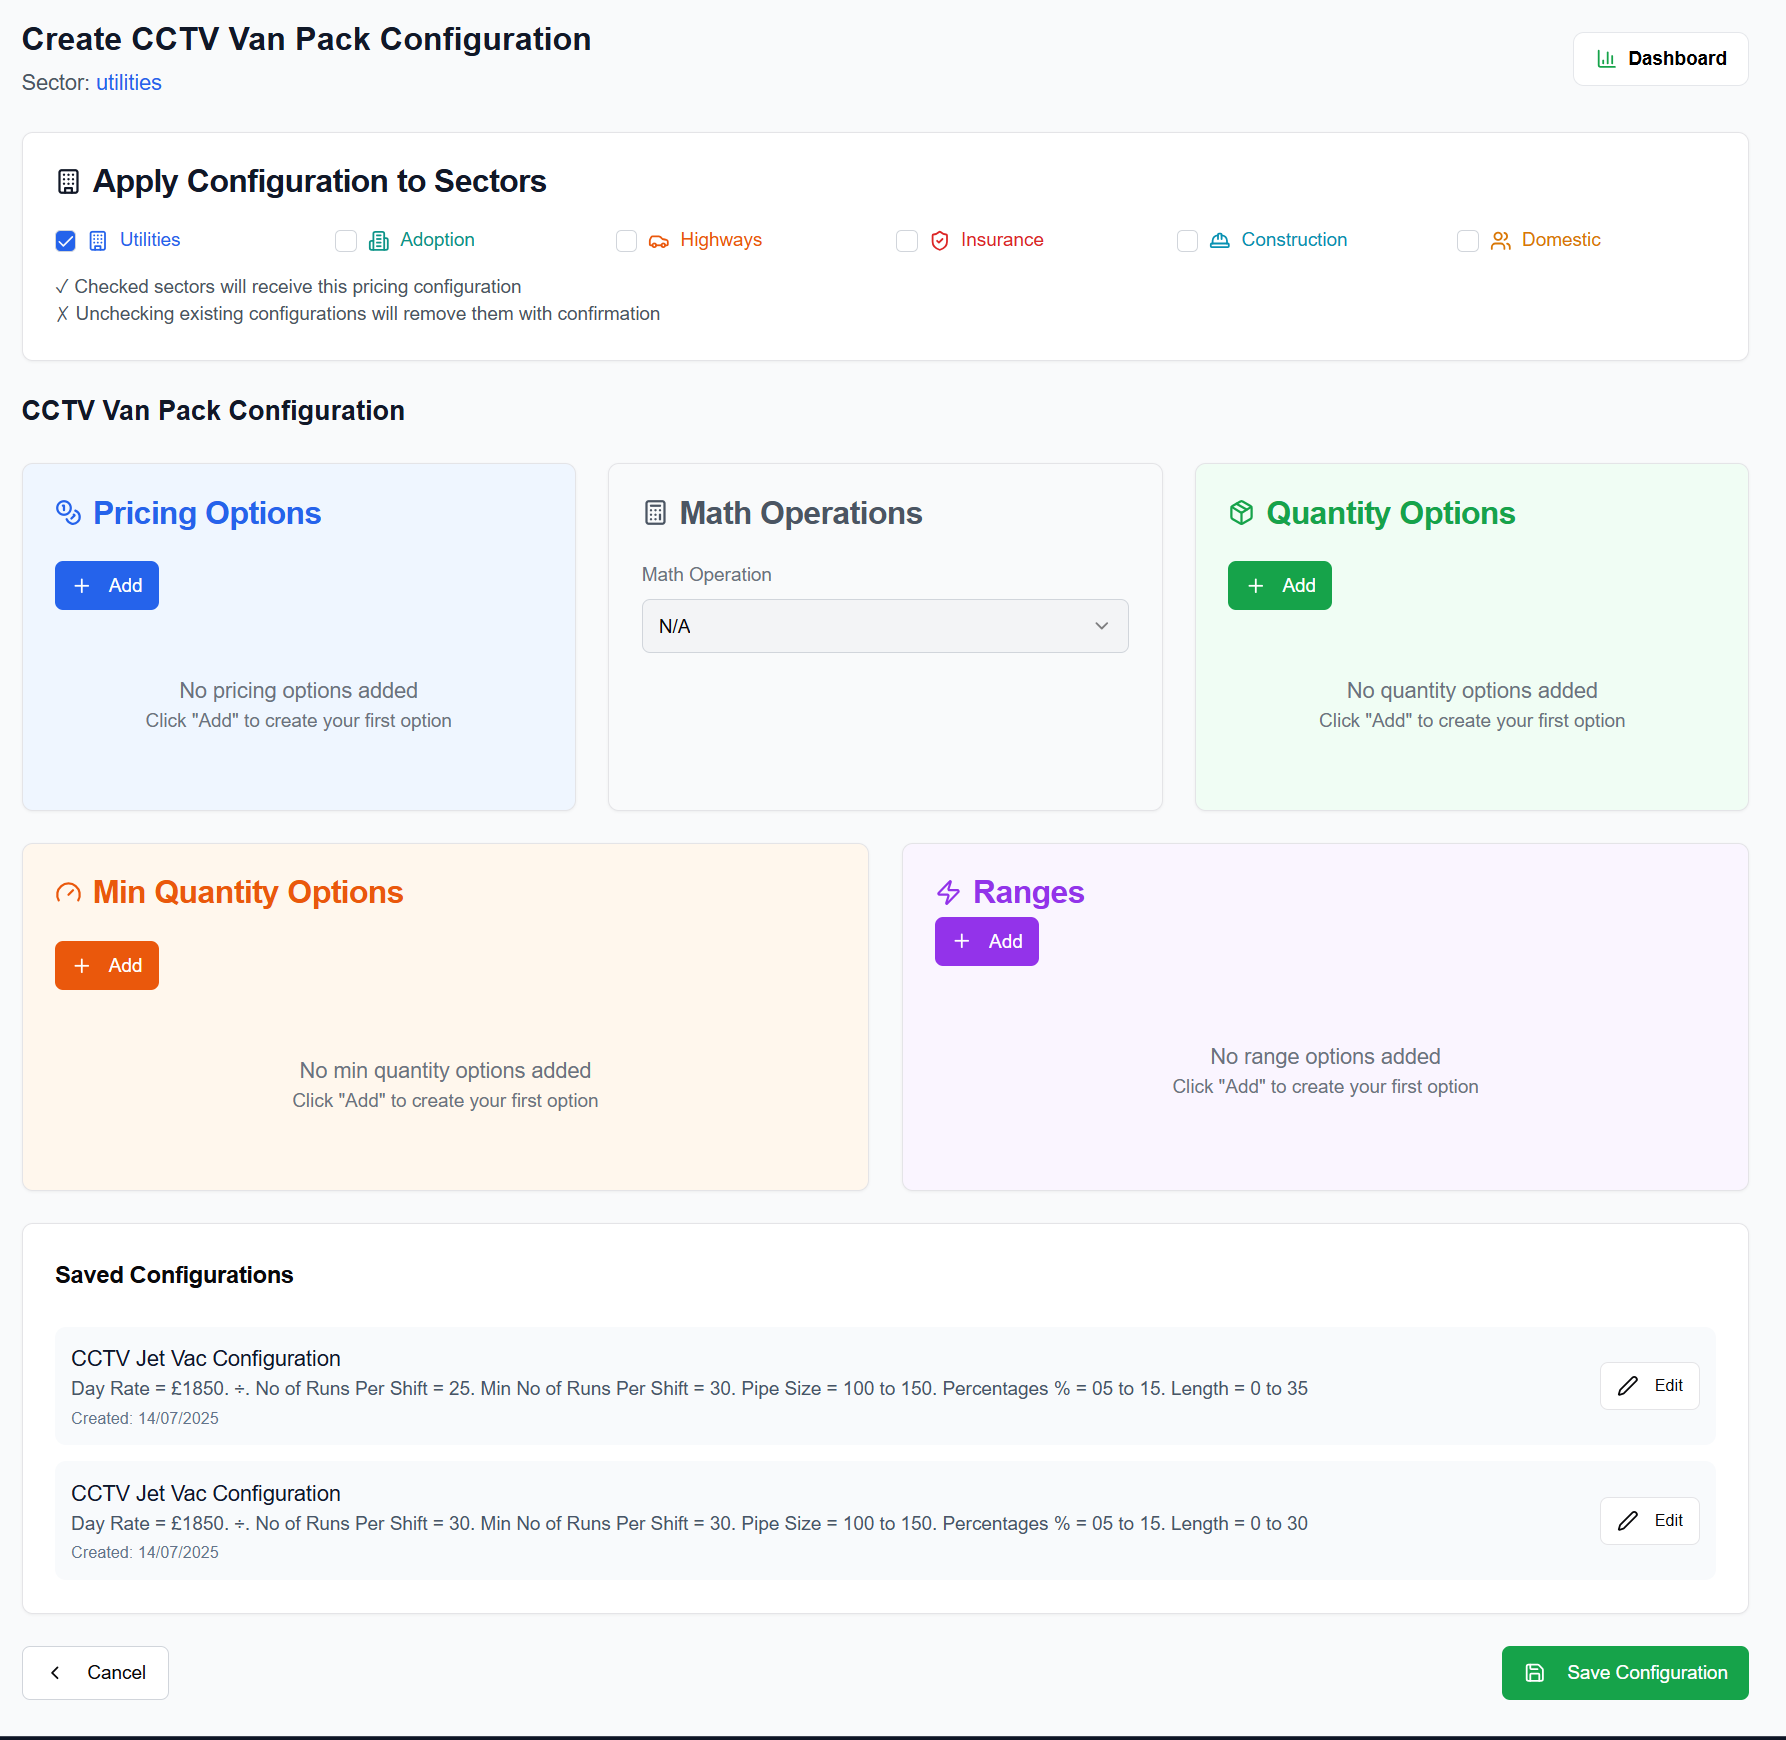 Create CCTV Van Pack Configuration
Sector: utilities
Dashboard
Apply Configuration to Sectors
Utilities
Adoption
Highways
Insurance
Construction
Domestic
✓ Checked sectors will receive this pricing configuration
✗ Unchecking existing configurations will remove them with confirmation
CCTV Van Pack Configuration
Pricing Options
+ Add
No pricing options added
Click "Add" to create your first option
Math Operations
Math Operation
N/A
Quantity Options
+ Add
No quantity options added
Click "Add" to create your first option
Min Quantity Options
+ Add
No min quantity options added
Click "Add" to create your first option
Ranges
+ Add
No range options added
Click "Add" to create your first option
Saved Configurations
CCTV Jet Vac Configuration
Day Rate = £1850. ÷. No of Runs Per Shift = 25. Min No of Runs Per Shift = 30. Pipe Size = 100 to 150. Percentages % = 05 to 15. Length = 0 to 35
Created: 14/07/2025
Edit
CCTV Jet Vac Configuration
Day Rate = £1850. ÷. No of Runs Per Shift = 30. Min No of Runs Per Shift = 30. Pipe Size = 100 to 150. Percentages % = 05 to 15. Length = 0 to 30
Created: 14/07/2025
Edit
Cancel
Save Configuration